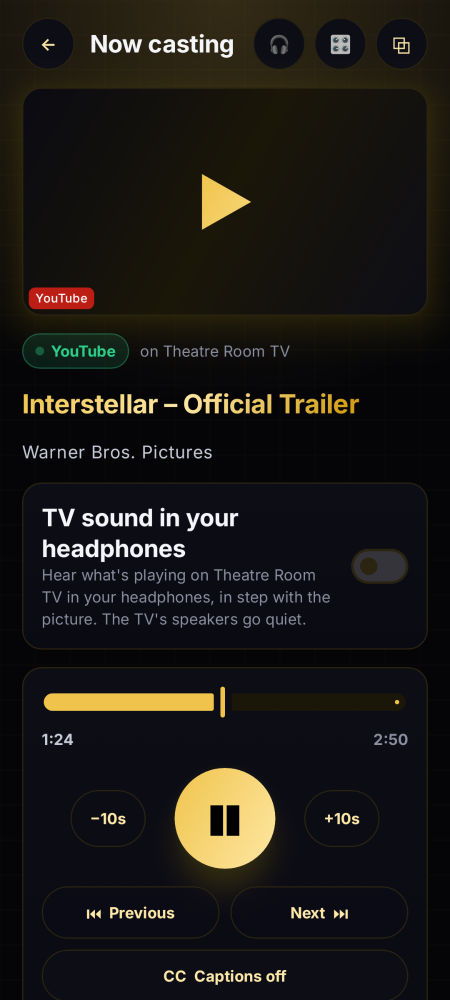 ← Now casting
YouTube
YouTube on Theatre Room TV
Interstellar – Official Trailer
Warner Bros. Pictures
TV sound in your
headphones
Hear what's playing on Theatre Room
TV in your headphones, in step with the
picture. The TV's speakers go quiet.
1:24 2:50
−10s +10s
⏮ Previous Next ⏭
CC Captions off